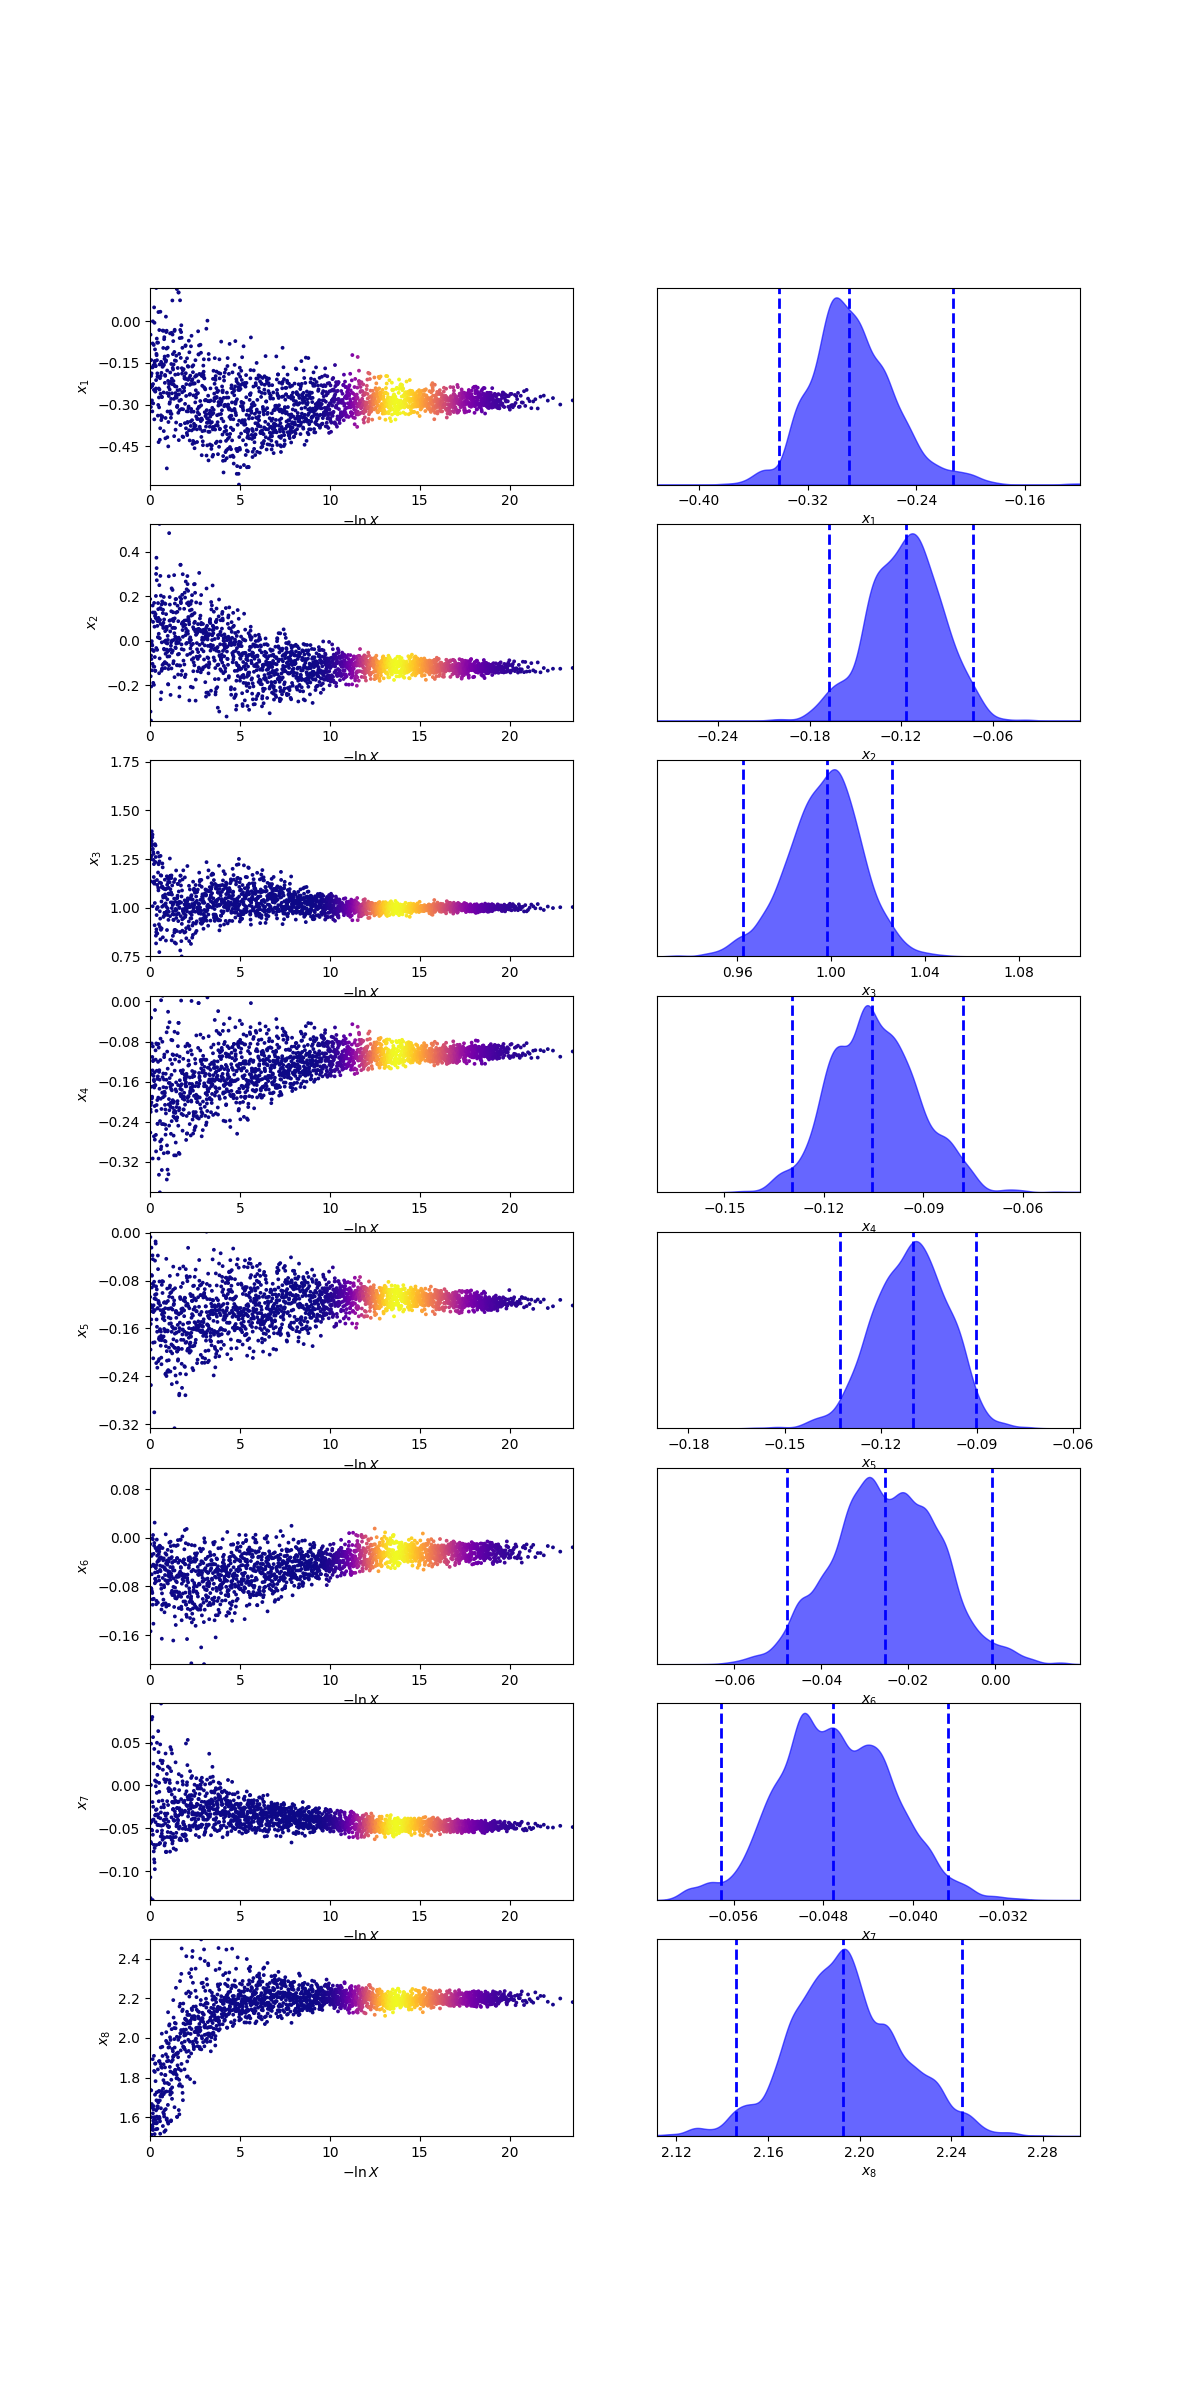 0.00
−0.15
−0.30
−0.45
x₁
0 5 10 15 20
−ln X
−0.40 −0.32 −0.24 −0.16
x₁
0.4
0.2
0.0
−0.2
x₂
0 5 10 15 20
−ln X
−0.24 −0.18 −0.12 −0.06
x₂
1.75
1.50
1.25
1.00
0.75
x₃
0 5 10 15 20
−ln X
0.96 1.00 1.04 1.08
x₃
0.00
−0.08
−0.16
−0.24
−0.32
x₄
0 5 10 15 20
−ln X
−0.15 −0.12 −0.09 −0.06
x₄
0.00
−0.08
−0.16
−0.24
−0.32
x₅
0 5 10 15 20
−ln X
−0.18 −0.15 −0.12 −0.09 −0.06
x₅
0.08
0.00
−0.08
−0.16
x₆
0 5 10 15 20
−ln X
−0.06 −0.04 −0.02 0.00
x₆
0.05
0.00
−0.05
−0.10
x₇
0 5 10 15 20
−ln X
−0.056 −0.048 −0.040 −0.032
x₇
2.4
2.2
2.0
1.8
1.6
x₈
0 5 10 15 20
−ln X
2.12 2.16 2.20 2.24 2.28
x₈